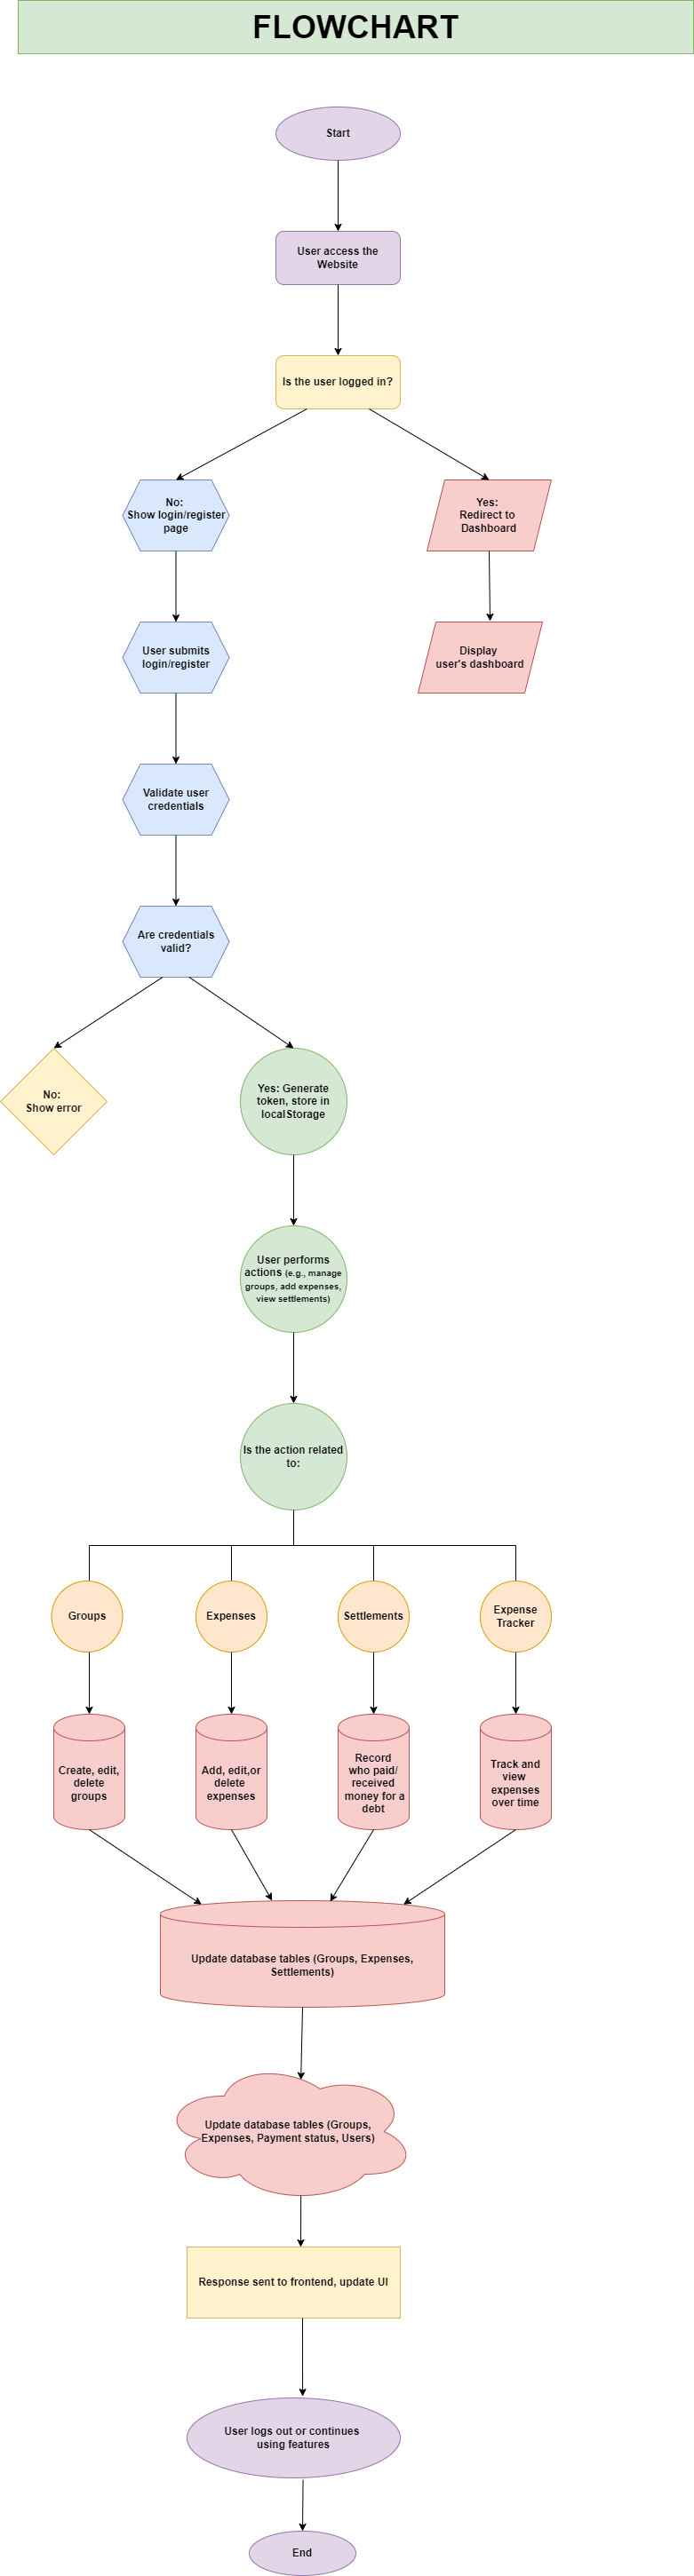 FLOWCHART
Start
User access the
Website
Is the user logged in?
No:
Show login/register
page
Yes:
Redirect to
Dashboard
User submits
login/register
Display
user's dashboard
Validate user
credentials
Are credentials
valid?
No:
Show error
Yes: Generate
token, store in
localStorage
User performs
actions (e.g., manage
groups, add expenses,
view settlements)
Is the action related
to:
Groups
Expenses
Settlements
Expense
Tracker
Create, edit,
delete
groups
Add, edit,or
delete
expenses
Record
who paid/
received
money for a
debt
Track and
view
expenses
over time
Update database tables (Groups, Expenses,
Settlements)
Update database tables (Groups,
Expenses, Payment status, Users)
Response sent to frontend, update UI
User logs out or continues
using features
End